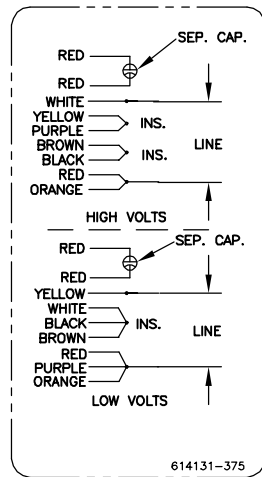 SEP. CAP.
RED
RED
WHITE
YELLOW
PURPLE
INS.
BROWN
BLACK
INS.
LINE
RED
ORANGE
HIGH VOLTS
RED
SEP. CAP.
RED
YELLOW
WHITE
BLACK
INS.
BROWN
LINE
RED
PURPLE
ORANGE
LOW VOLTS
614131-375